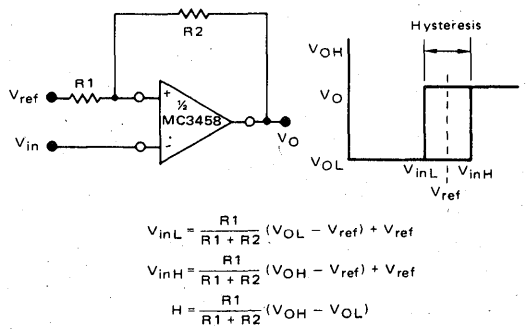 R2
Hysteresis
R1
VOH
Vref
+
½
MC3458
VO
Vin
-
VO
VOL
VinL
VinH
Vref
VinL = R1 / (R1 + R2) (VOL – Vref) + Vref
VinH = R1 / (R1 + R2) (VOH – Vref) + Vref
H = R1 / (R1 + R2) (VOH – VOL)